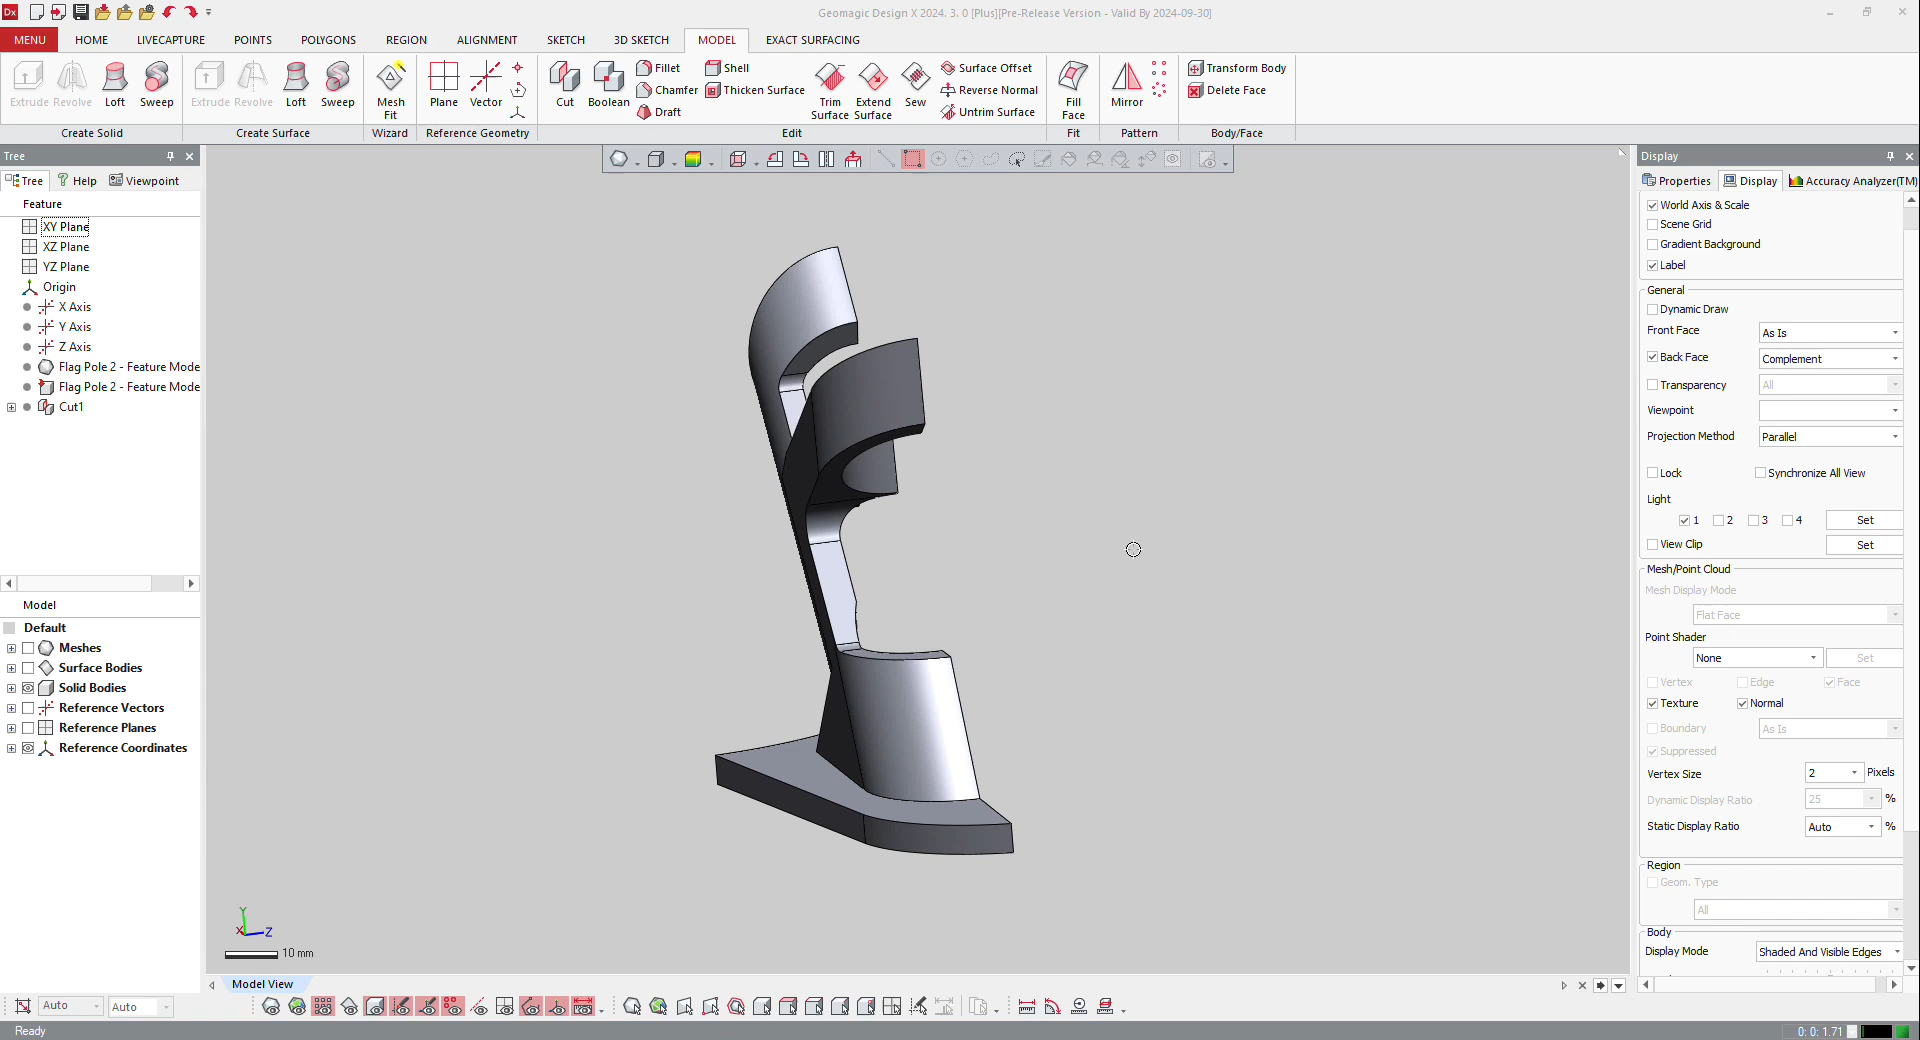 Dx
Geomagic Design X 2024. 3. 0 [Plus][Pre-Release Version - Valid By 2024-09-30]
MENU HOME LIVECAPTURE POINTS POLYGONS REGION ALIGNMENT SKETCH 3D SKETCH MODEL EXACT SURFACING
Extrude Revolve Loft Sweep
Create Solid
Extrude Revolve Loft Sweep
Create Surface
Mesh
Fit
Wizard
Plane Vector
Reference Geometry
Cut Boolean
Fillet
Chamfer
Draft
Shell
Thicken Surface
Trim
Surface
Extend
Surface
Sew
Surface Offset
Reverse Normal
Untrim Surface
Edit
Fill
Face
Fit
Mirror
Pattern
Transform Body
Delete Face
Body/Face
Tree
Tree Help Viewpoint
Feature
XY Plane
XZ Plane
YZ Plane
Origin
X Axis
Y Axis
Z Axis
Flag Pole 2 - Feature Mode
Flag Pole 2 - Feature Mode
Cut1
Model
Default
Meshes
Surface Bodies
Solid Bodies
Reference Vectors
Reference Planes
Reference Coordinates
Y
X Z
10 mm
Model View
Display
Properties Display Accuracy Analyzer(TM)
World Axis & Scale
Scene Grid
Gradient Background
Label
General
Dynamic Draw
Front Face As Is
Back Face Complement
Transparency All
Viewpoint
Projection Method Parallel
Lock Synchronize All View
Light
1 2 3 4 Set
View Clip Set
Mesh/Point Cloud
Mesh Display Mode
Flat Face
Point Shader
None Set
Vertex Edge Face
Texture Normal
Boundary As Is
Suppressed
Vertex Size 2 Pixels
Dynamic Display Ratio 25 %
Static Display Ratio Auto %
Region
Geom. Type
All
Body
Display Mode Shaded And Visible Edges
Auto Auto
Ready
0: 0: 1.71